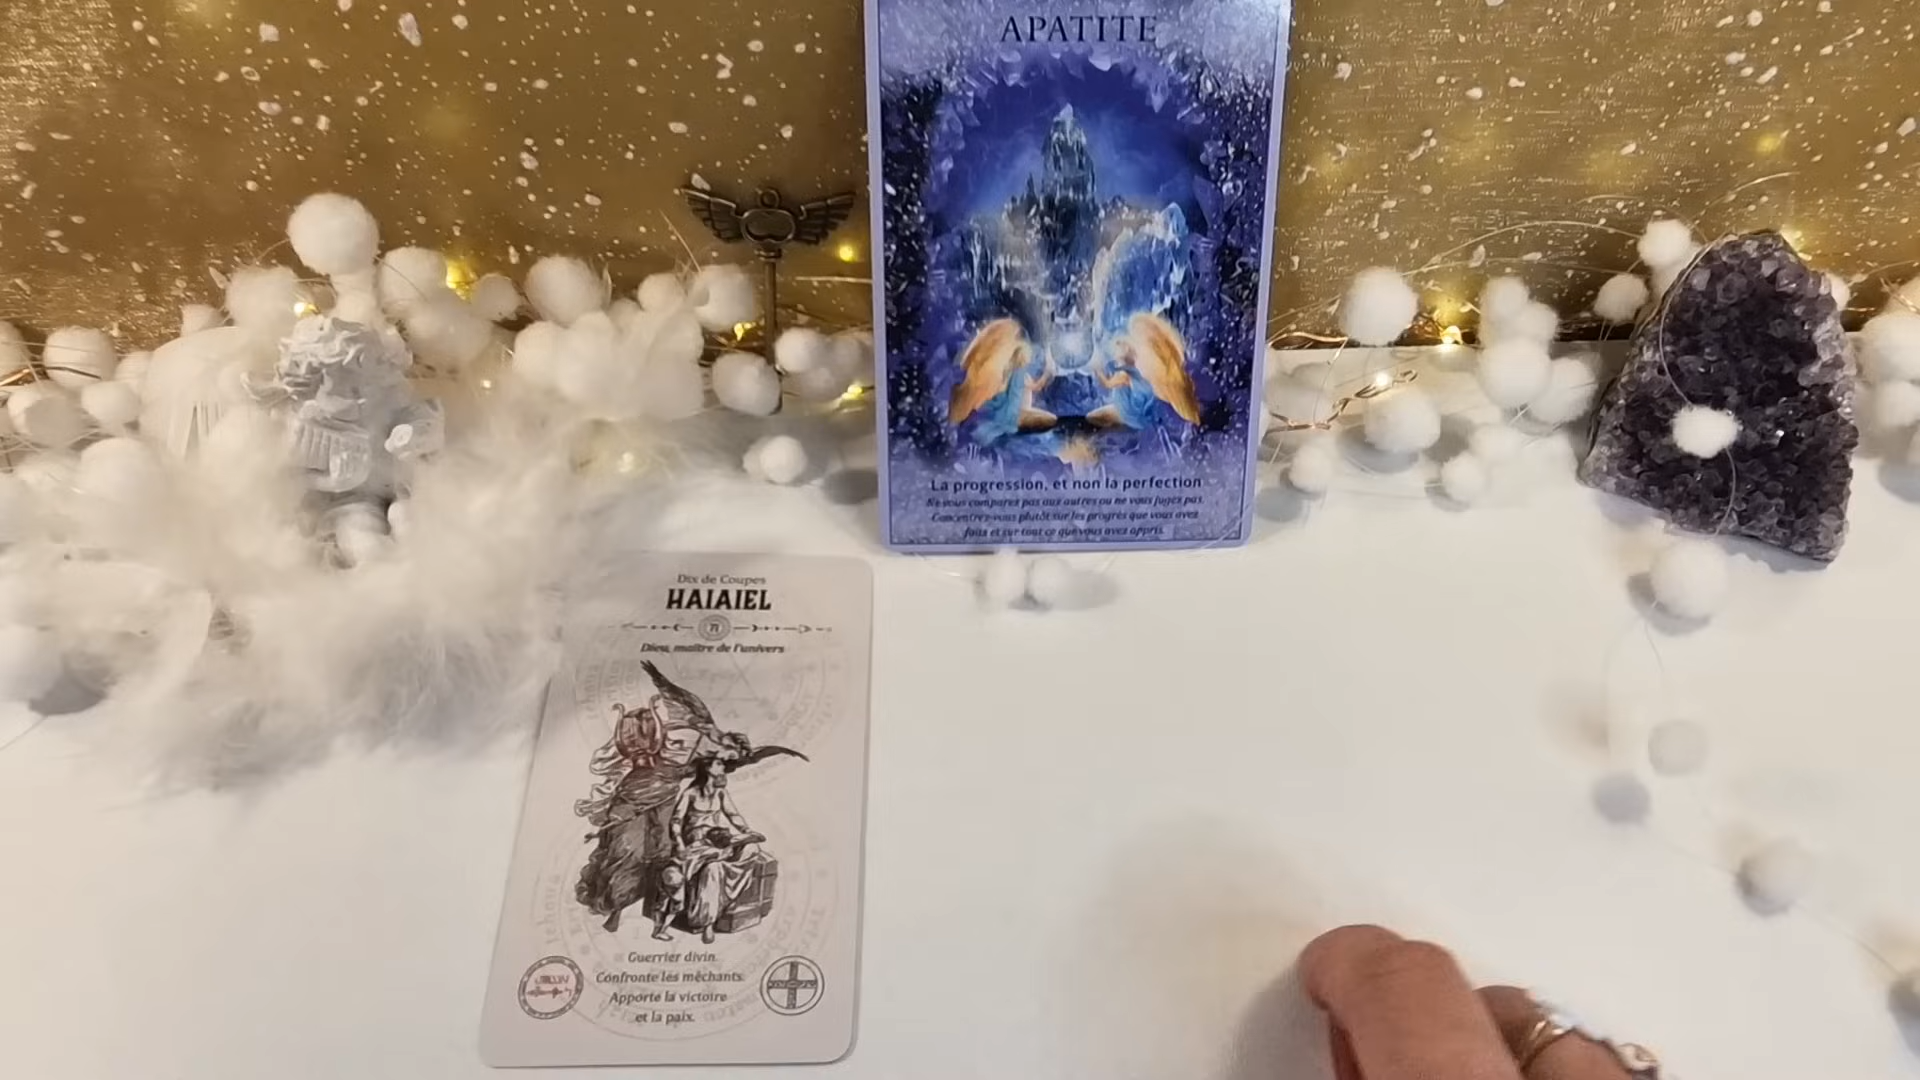 APATITE
La progression, et non la perfection
Ne vous comparez pas aux autres ou ne vous jugez pas.
Concentrez-vous plutôt sur les progrès que vous avez
faits et sur tout ce que vous avez appris.
Dix de Coupes
HAIAIEL
71
Dieu, maître de l'univers
Guerrier divin.
Confronte les méchants.
Apporte la victoire
et la paix.